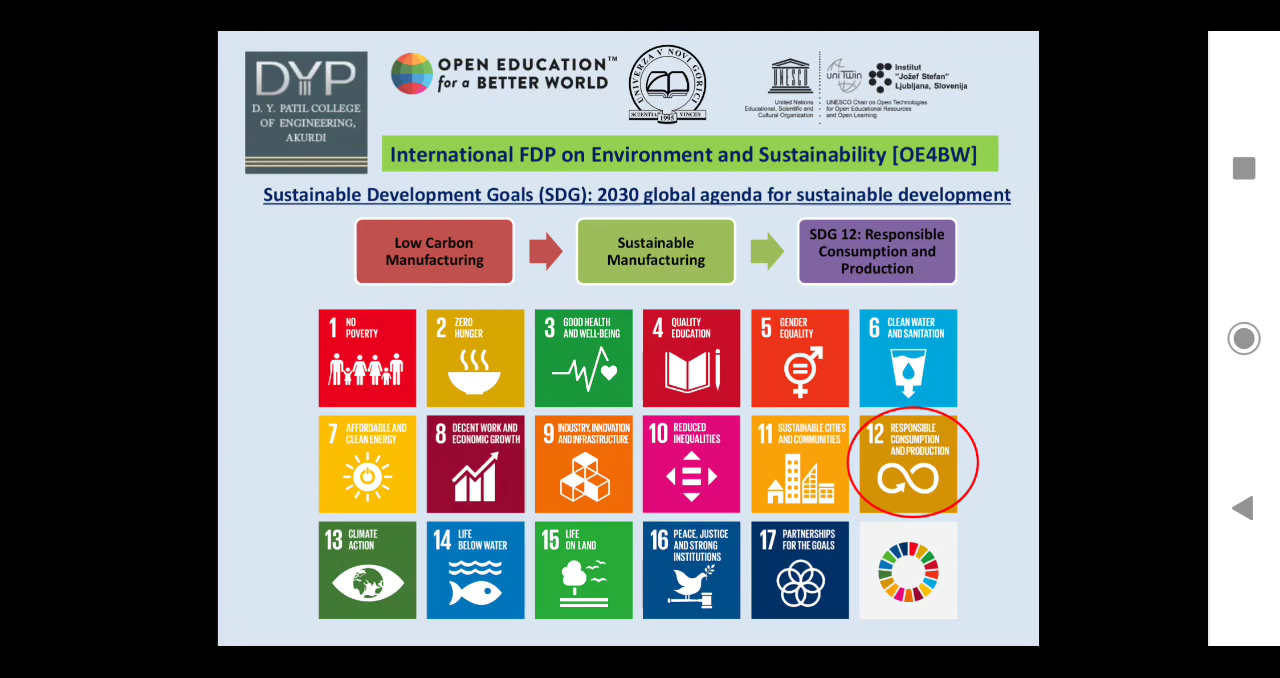 DYP
D. Y. PATIL COLLEGE
OF ENGINEERING,
AKURDI
OPEN EDUCATION™
for a BETTER WORLD
UNIVERZA V NOVI GORICI
SCIENTIA VINCES
1995
UNESCO
United Nations
Educational, Scientific and
Cultural Organization
uniTwin
Institut
"Jožef Stefan"
Ljubljana, Slovenija
UNESCO Chair on Open Technologies
for Open Educational Resources
and Open Learning
International FDP on Environment and Sustainability [OE4BW]
Sustainable Development Goals (SDG): 2030 global agenda for sustainable development
Low Carbon
Manufacturing
Sustainable
Manufacturing
SDG 12: Responsible
Consumption and
Production
1 NO
POVERTY
2 ZERO
HUNGER
3 GOOD HEALTH
AND WELL-BEING
4 QUALITY
EDUCATION
5 GENDER
EQUALITY
6 CLEAN WATER
AND SANITATION
7 AFFORDABLE AND
CLEAN ENERGY
8 DECENT WORK AND
ECONOMIC GROWTH
9 INDUSTRY, INNOVATION
AND INFRASTRUCTURE
10 REDUCED
INEQUALITIES
11 SUSTAINABLE CITIES
AND COMMUNITIES
12 RESPONSIBLE
CONSUMPTION
AND PRODUCTION
13 CLIMATE
ACTION
14 LIFE
BELOW WATER
15 LIFE
ON LAND
16 PEACE, JUSTICE
AND STRONG
INSTITUTIONS
17 PARTNERSHIPS
FOR THE GOALS